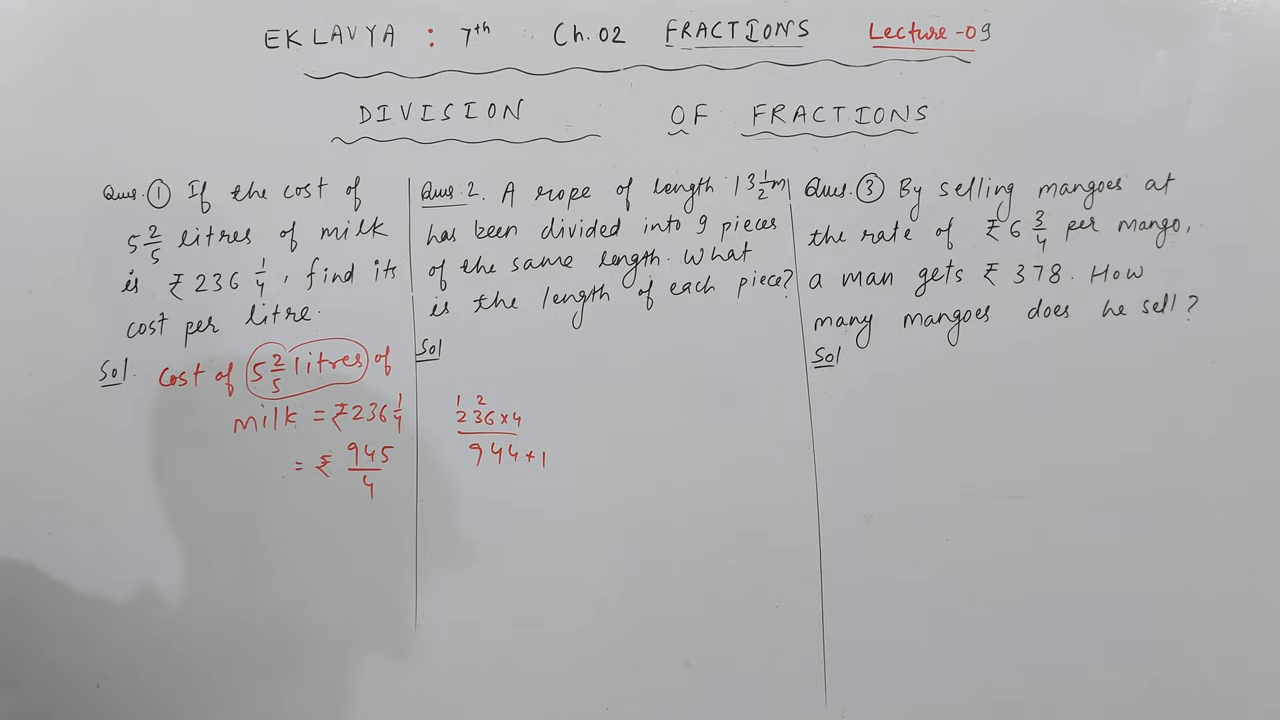 EKLAVYA : 7th Ch. 02 FRACTIONS Lecture-09
DIVISION OF FRACTIONS
Ques. ① If the cost of
5 2/5 litres of milk
is ₹ 236 1/4, find its
cost per litre.
Sol. Cost of 5 2/5 litres of
milk = ₹ 236 1/4
= ₹ 945/4
Ques. 2. A rope of length 13 1/2 m
has been divided into 9 pieces
of the same length. What
is the length of each piece?
Sol
1 2
236 × 4
944 + 1
Ques. ③ By selling mangoes at
the rate of ₹ 6 3/4 per mango,
a man gets ₹ 378. How
many mangoes does he sell?
Sol